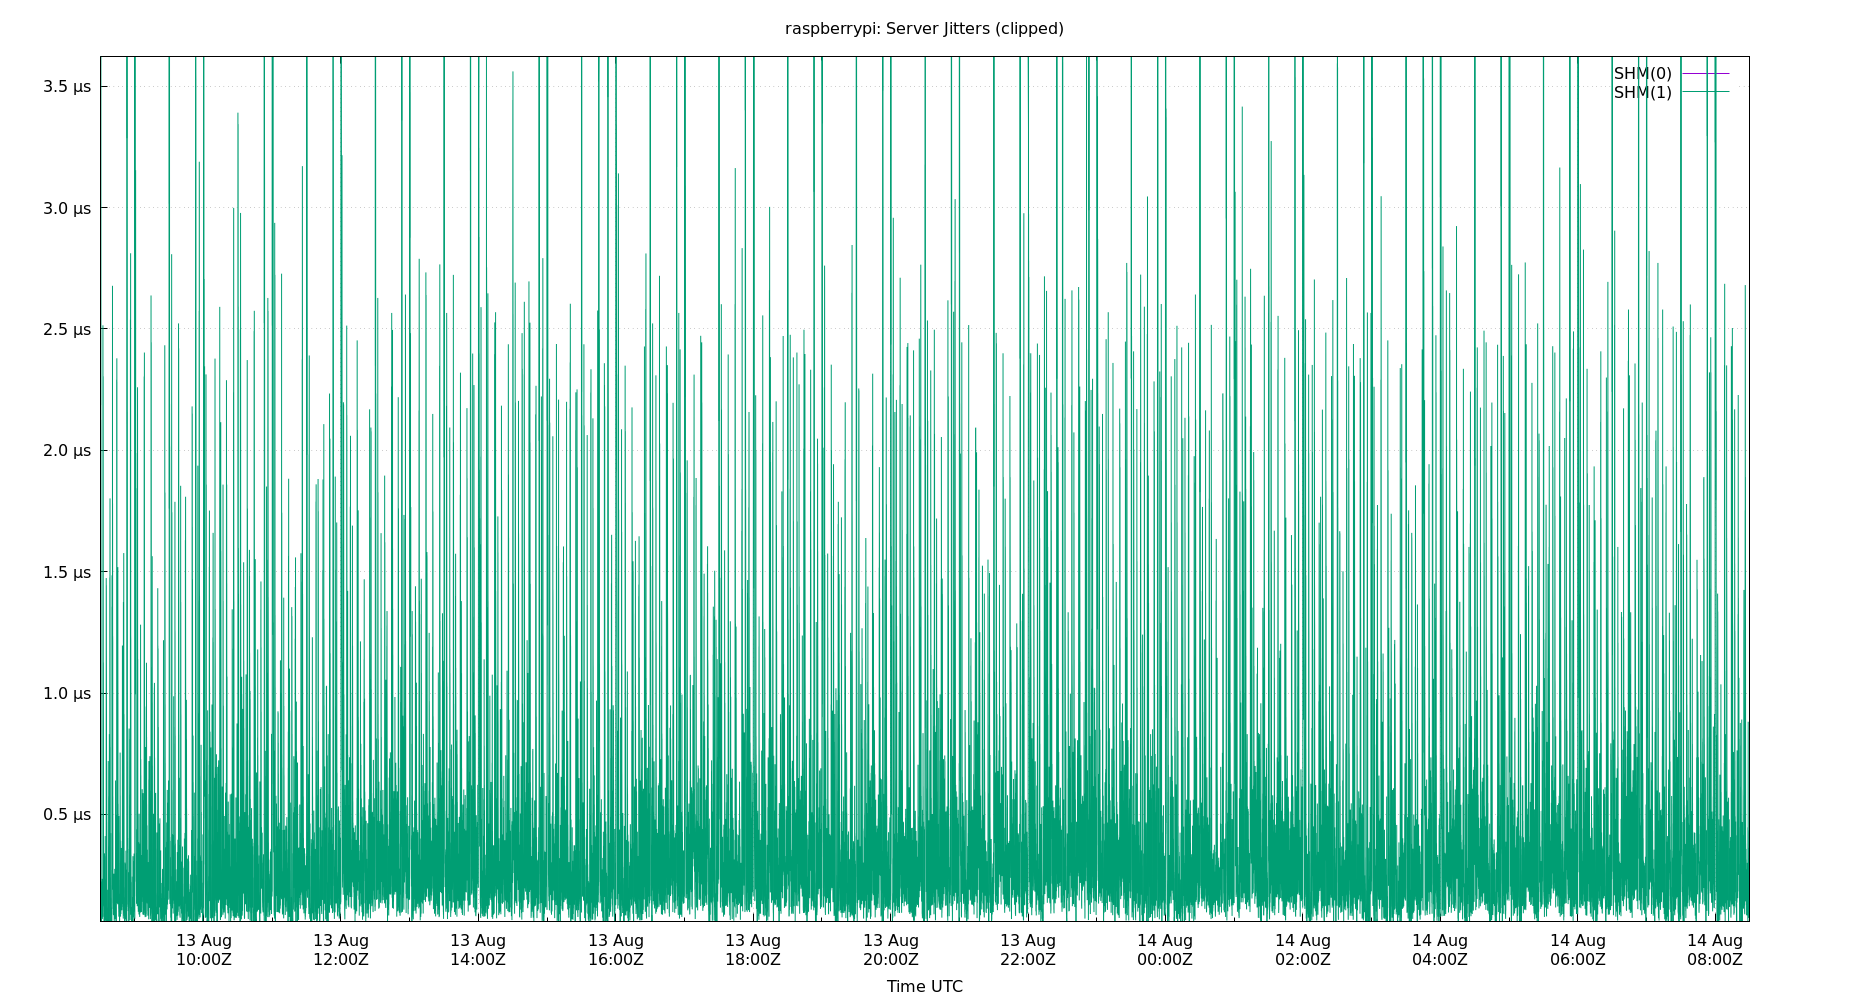 raspberrypi: Server Jitters (clipped)
SHM(0)
SHM(1)
3.5 µs
3.0 µs
2.5 µs
2.0 µs
1.5 µs
1.0 µs
0.5 µs
13 Aug 13 Aug 13 Aug 13 Aug 13 Aug 13 Aug 13 Aug 14 Aug 14 Aug 14 Aug 14 Aug 14 Aug
10:00Z 12:00Z 14:00Z 16:00Z 18:00Z 20:00Z 22:00Z 00:00Z 02:00Z 04:00Z 06:00Z 08:00Z
Time UTC